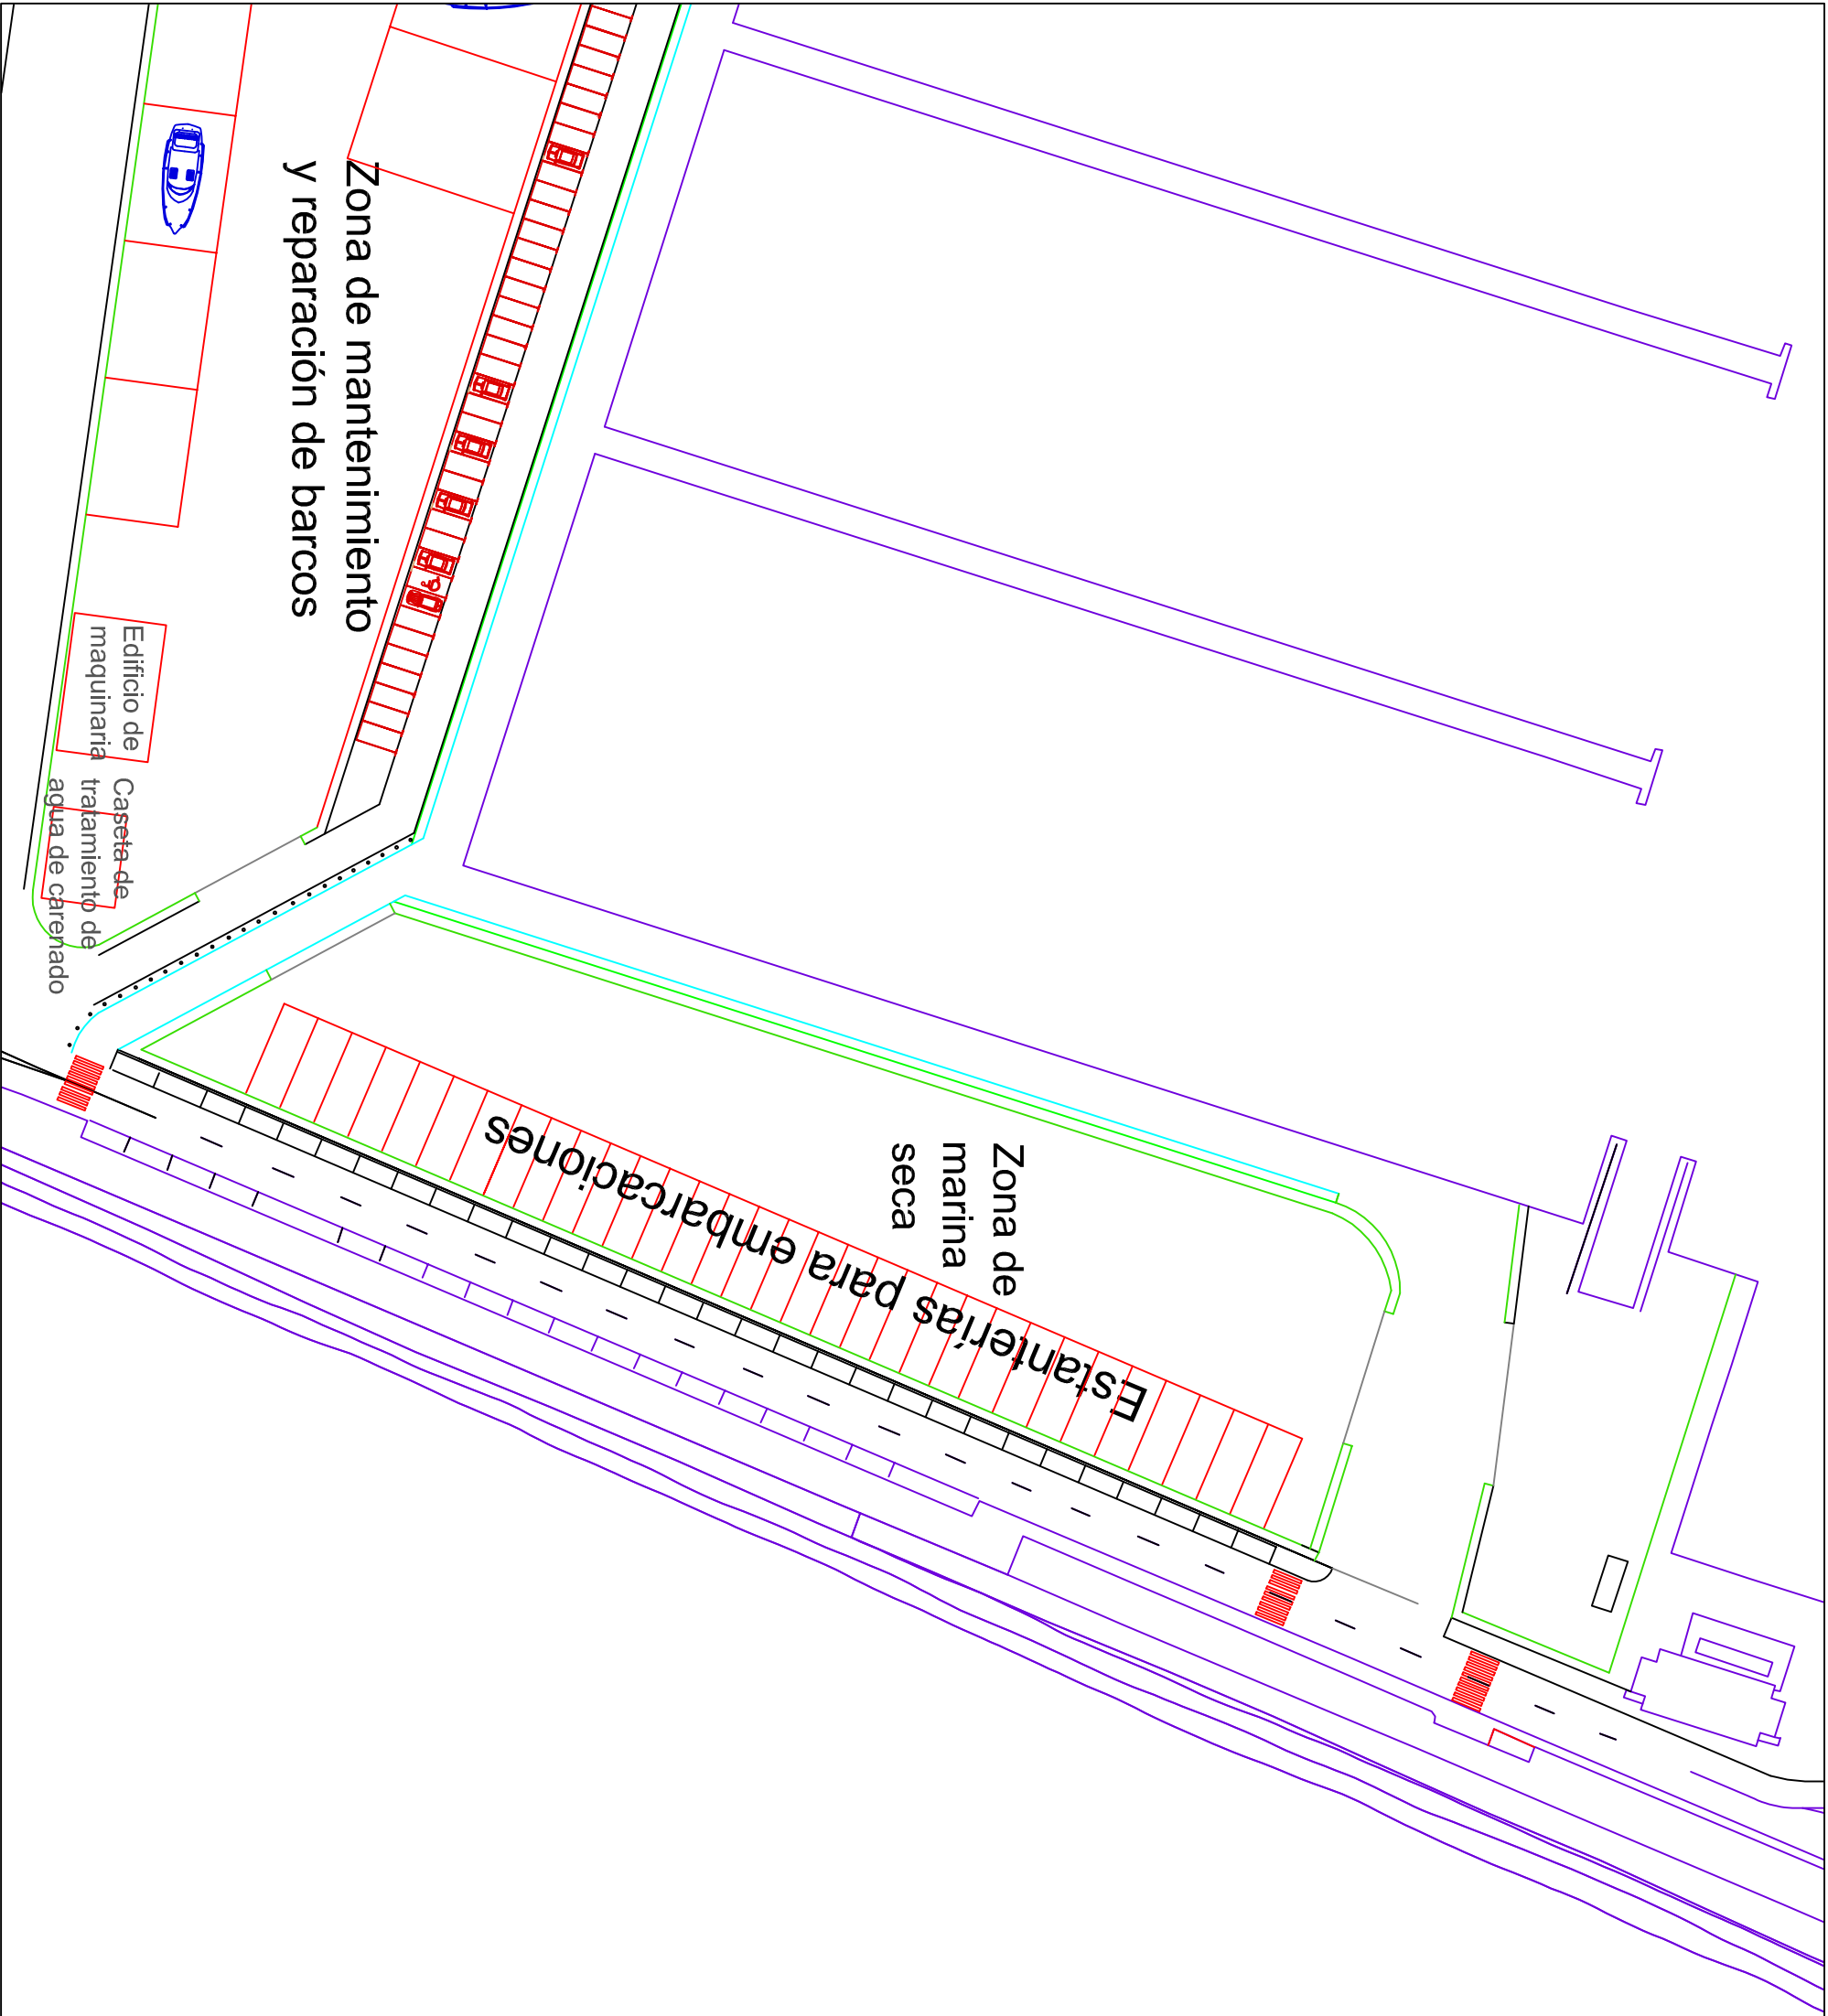 Zona de mantenimiento
y reparación de barcos
Edificio de
maquinaria
Caseta de
tratamiento de
agua de carenado
Zona de
marina
seca
Estanterías para embarcaciones